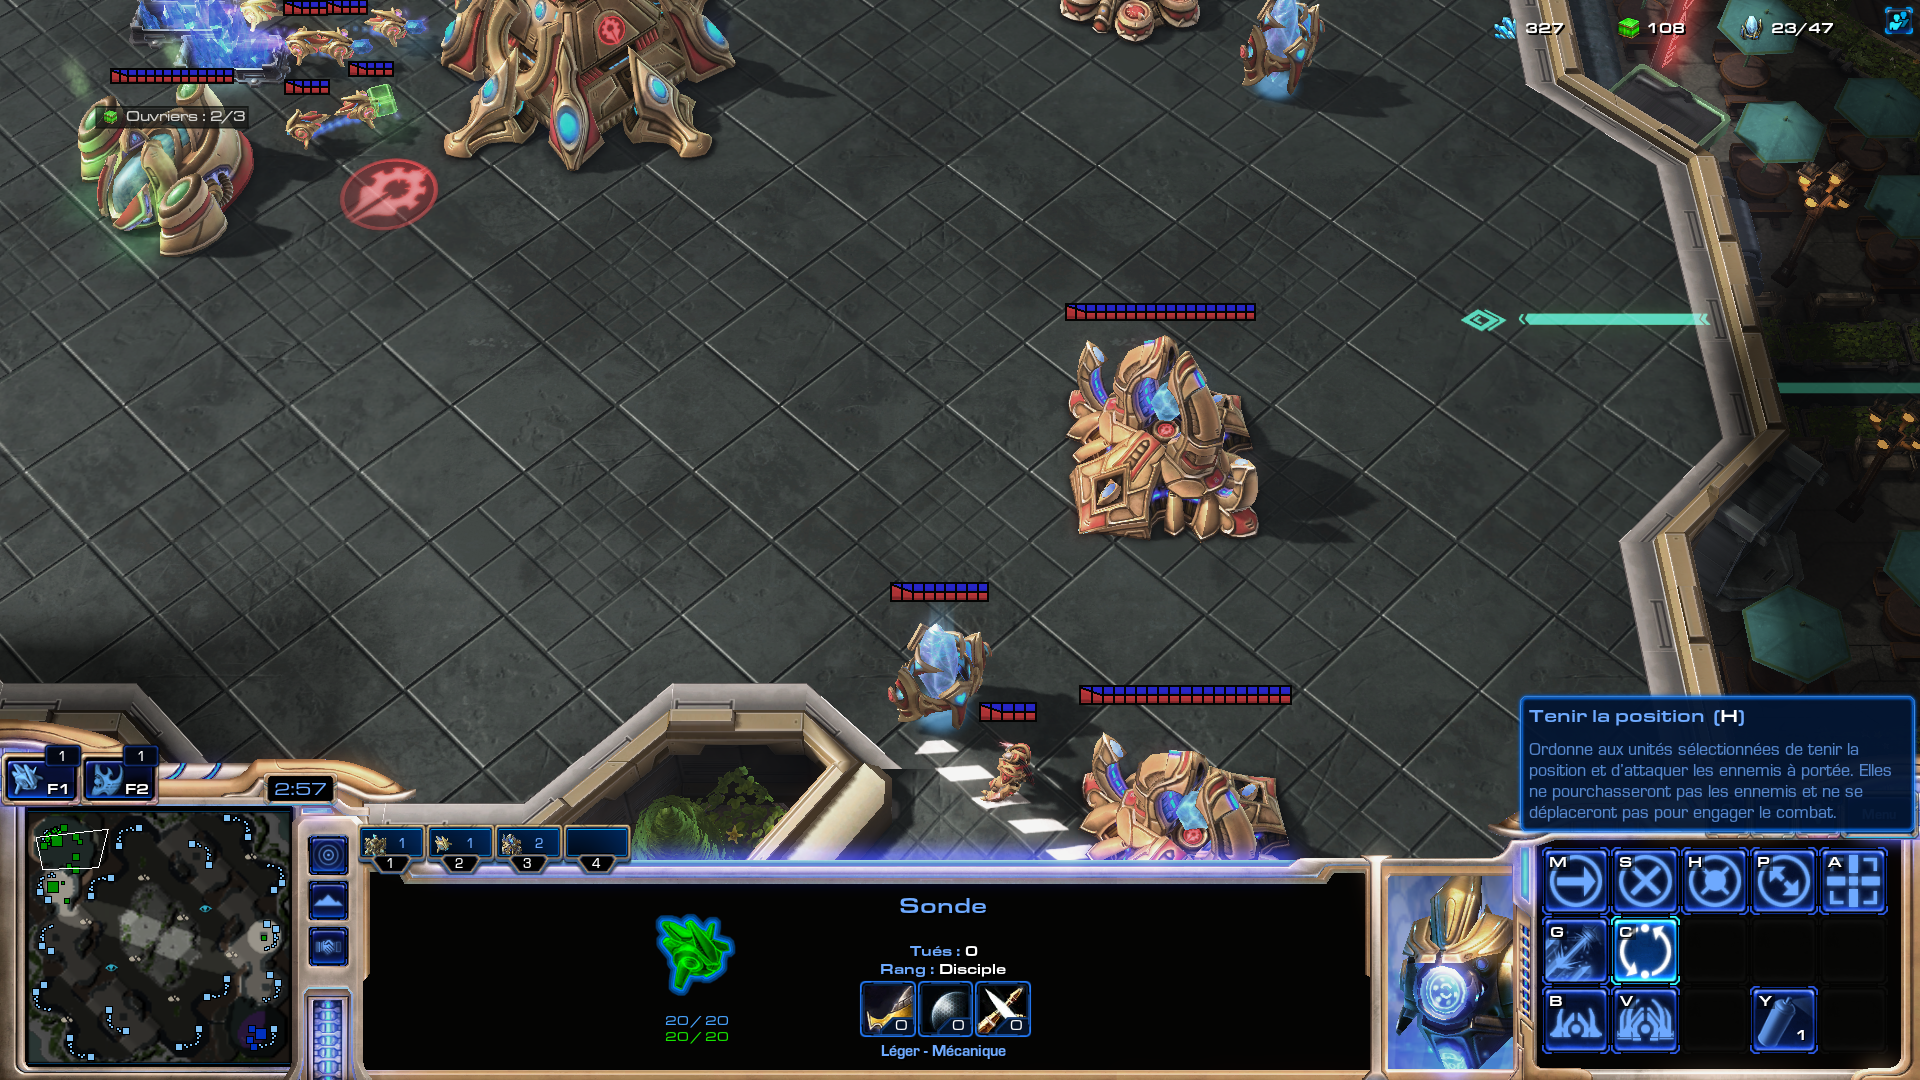 327
108
23/47
Ouvriers : 2/3
Tenir la position (H)
Ordonne aux unités sélectionnées de tenir la
position et d'attaquer les ennemis à portée. Elles
ne pourchasseront pas les ennemis et ne se
déplaceront pas pour engager le combat.
1
1
F1
F2
2:57
1
1
2
1
2
3
4
Sonde
Tués : 0
Rang : Disciple
0
0
0
20/20
20/20
Léger - Mécanique
M
S
H
P
A
G
C
B
V
Y
1